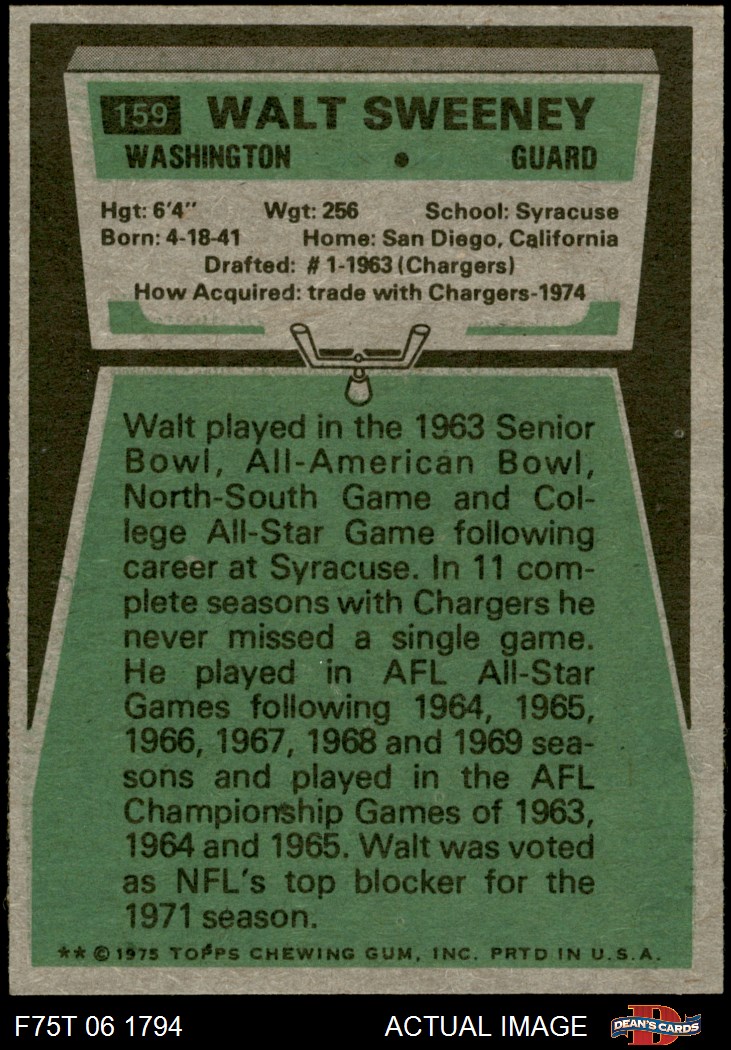 159 WALT SWEENEY
WASHINGTON • GUARD
Hgt: 6'4" Wgt: 256 School: Syracuse
Born: 4-18-41 Home: San Diego, California
Drafted: #1-1963 (Chargers)
How Acquired: trade with Chargers-1974
Walt played in the 1963 Senior
Bowl, All-American Bowl,
North-South Game and Col-
lege All-Star Game following
career at Syracuse. In 11 com-
plete seasons with Chargers he
never missed a single game.
He played in AFL All-Star
Games following 1964, 1965,
1966, 1967, 1968 and 1969 sea-
sons and played in the AFL
Championship Games of 1963,
1964 and 1965. Walt was voted
as NFL's top blocker for the
1971 season.
** © 1975 TOPPS CHEWING GUM, INC. PRTD IN U.S.A.
F75T 06 1794 ACTUAL IMAGE D DEAN'S CARDS